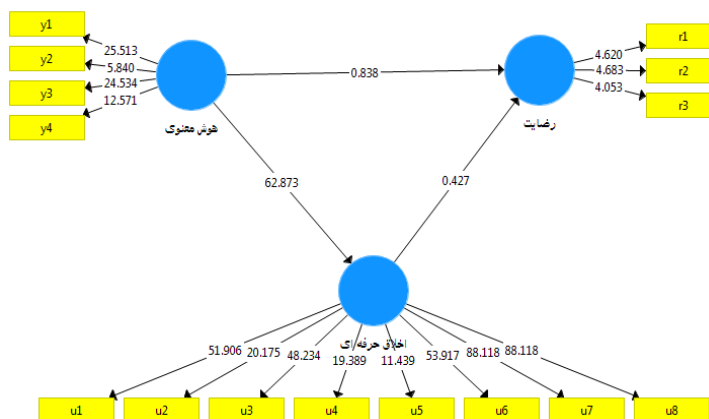 y1
25.513
y2
5.840
y3
24.534
y4
12.571
هوش معنوی
0.838
رضایت
4.620
r1
4.683
r2
4.053
r3
62.873
0.427
اخلاق حرفه ای
51.906
20.175
48.234
19.389
11.439
53.917
88.118
88.118
u1
u2
u3
u4
u5
u6
u7
u8